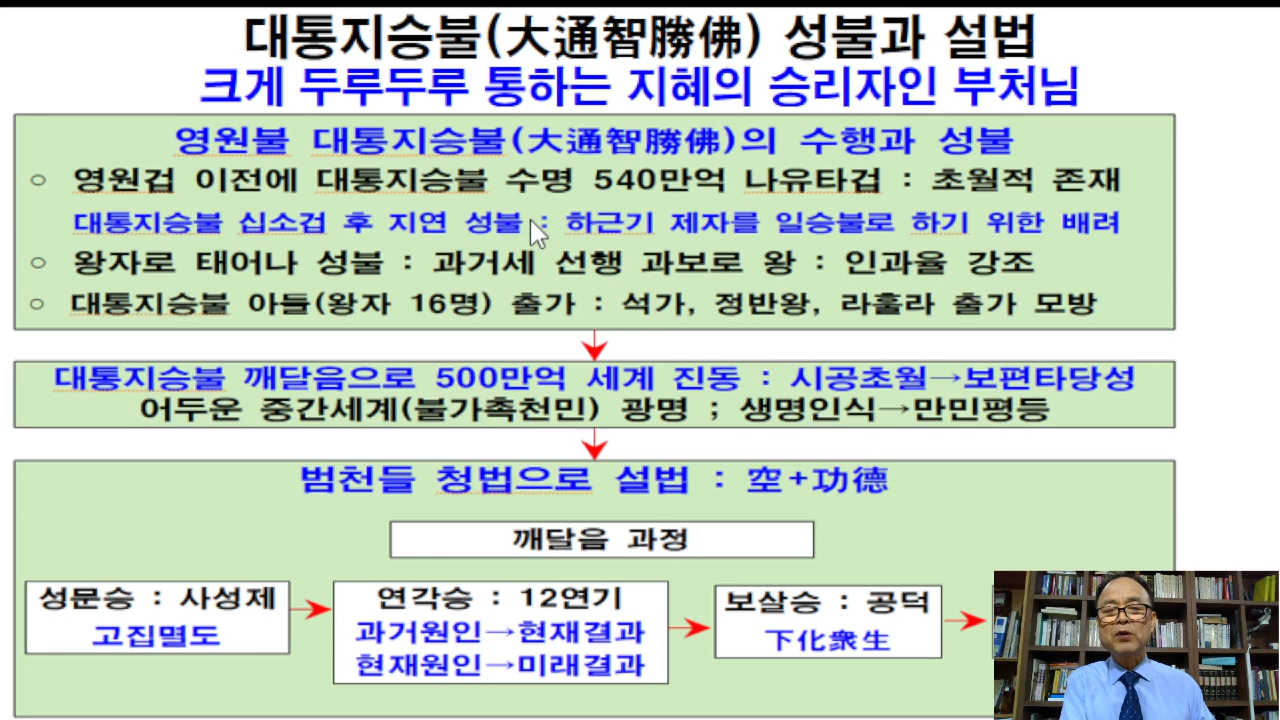 대통지승불(大通智勝佛) 성불과 설법
크게 두루두루 통하는 지혜의 승리자인 부처님
영원불 대통지승불(大通智勝佛)의 수행과 성불
○ 영원겁 이전에 대통지승불 수명 540만억 나유타겁 : 초월적 존재
대통지승불 십소겁 후 지연 성불 : 하근기 제자를 일승불로 하기 위한 배려
○ 왕자로 태어나 성불 : 과거세 선행 과보로 왕 : 인과율 강조
○ 대통지승불 아들(왕자 16명) 출가 : 석가, 정반왕, 라훌라 출가 모방
대통지승불 깨달음으로 500만억 세계 진동 : 시공초월→보편타당성
어두운 중간세계(불가촉천민) 광명 ; 생명인식→만민평등
범천들 청법으로 설법 : 空+功德
깨달음 과정
성문승 : 사성제
고집멸도
연각승 : 12연기
과거원인→현재결과
현재원인→미래결과
보살승 : 공덕
下化衆生